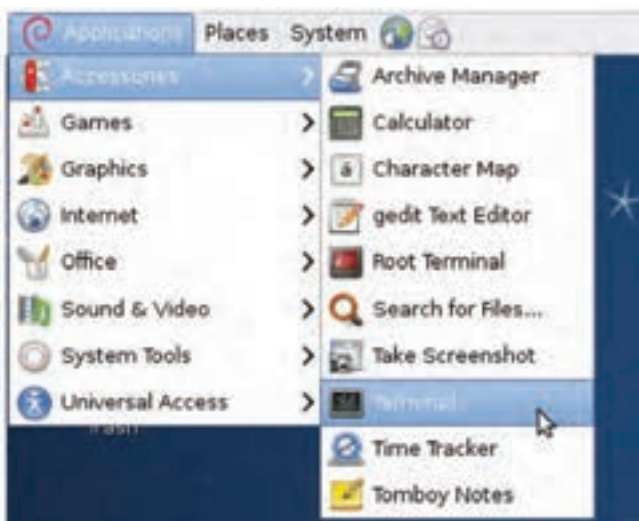 Applications Places System
Accessories
Games
Graphics
Internet
Office
Sound & Video
System Tools
Universal Access
Trash
Archive Manager
Calculator
Character Map
gedit Text Editor
Root Terminal
Search for Files...
Take Screenshot
Terminal
Time Tracker
Tomboy Notes